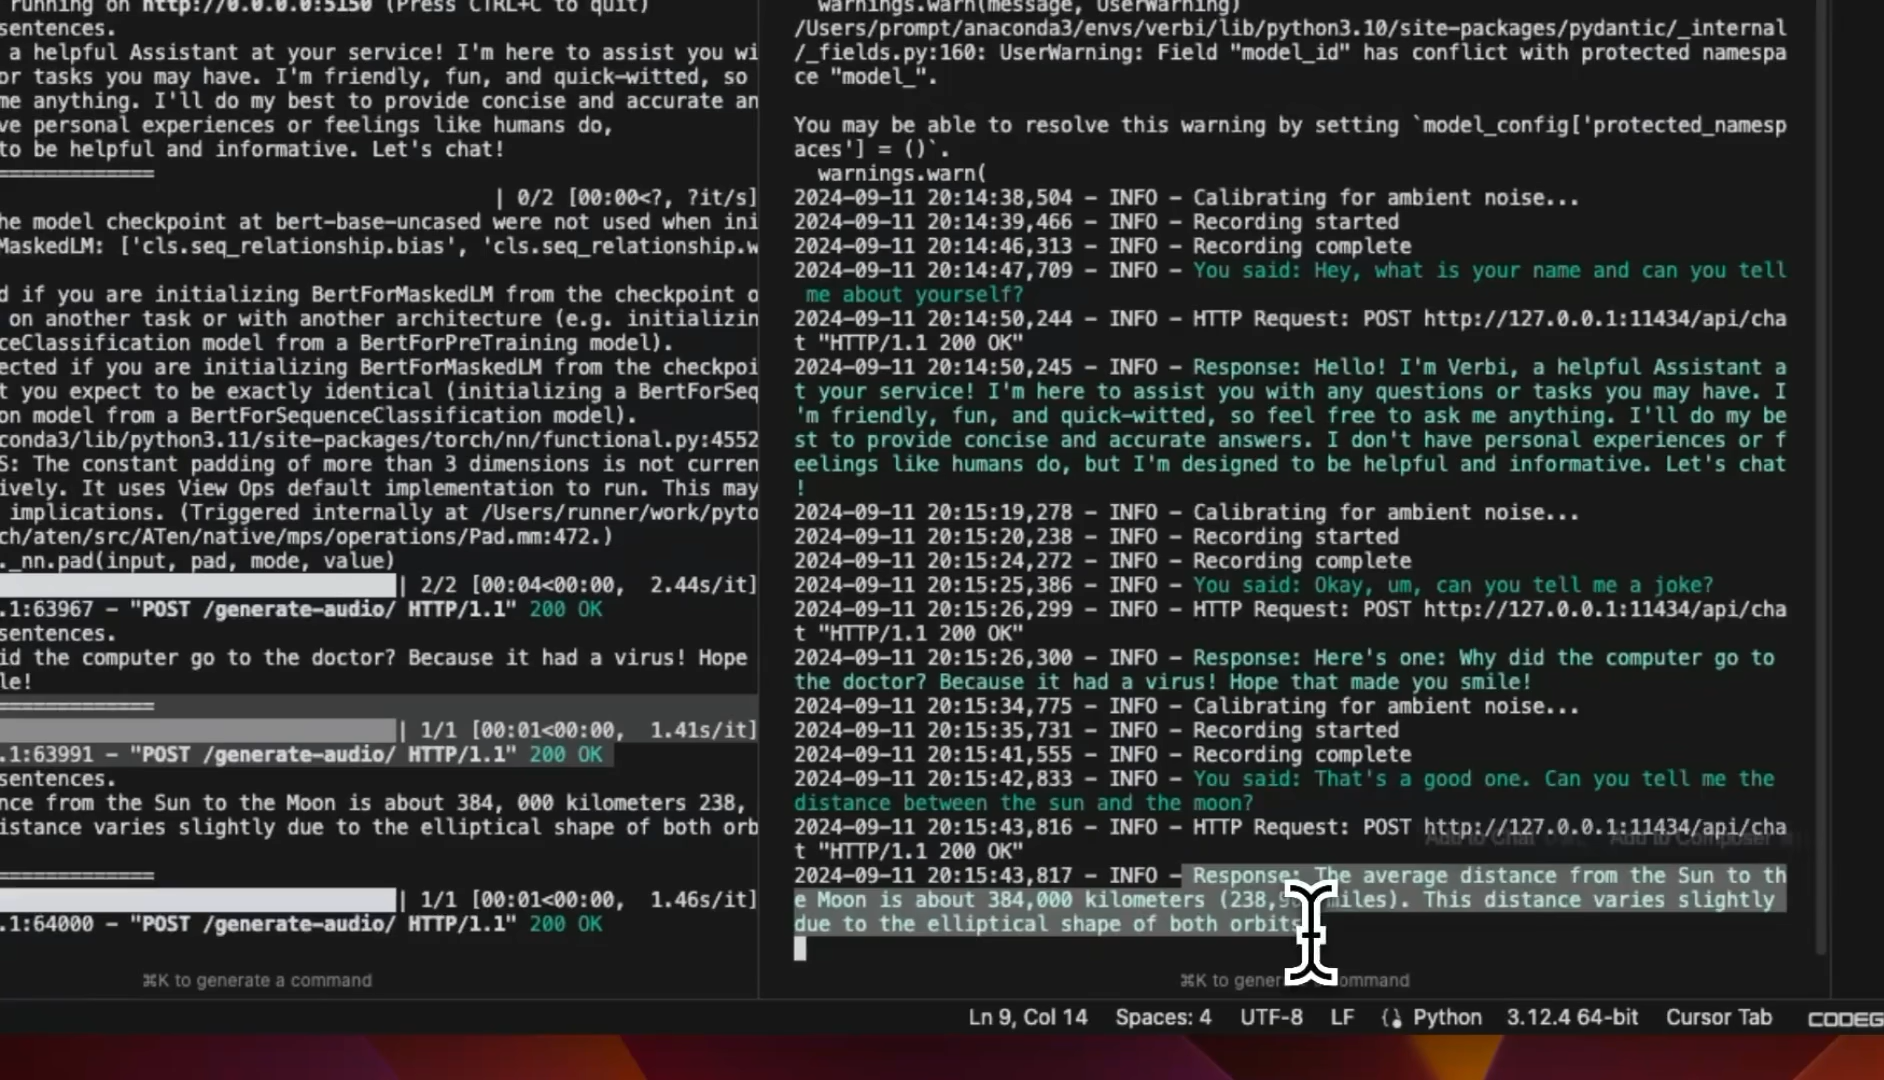 running on http://0.0.0.0:5150 (Press CTRL+C to quit)
sentences.
a helpful Assistant at your service! I'm here to assist you wi
or tasks you may have. I'm friendly, fun, and quick-witted, so
me anything. I'll do my best to provide concise and accurate an
ve personal experiences or feelings like humans do,
to be helpful and informative. Let's chat!
=============
| 0/2 [00:00<?, ?it/s]
he model checkpoint at bert-base-uncased were not used when ini
MaskedLM: ['cls.seq_relationship.bias', 'cls.seq_relationship.w
d if you are initializing BertForMaskedLM from the checkpoint o
on another task or with another architecture (e.g. initializin
ceClassification model from a BertForPreTraining model).
ected if you are initializing BertForMaskedLM from the checkpoi
t you expect to be exactly identical (initializing a BertForSeq
on model from a BertForSequenceClassification model).
conda3/lib/python3.11/site-packages/torch/nn/functional.py:4552
S: The constant padding of more than 3 dimensions is not curren
ively. It uses View Ops default implementation to run. This may
implications. (Triggered internally at /Users/runner/work/pyto
ch/aten/src/ATen/native/mps/operations/Pad.mm:472.)
._nn.pad(input, pad, mode, value)
| 2/2 [00:04<00:00, 2.44s/it]
.1:63967 - "POST /generate-audio/ HTTP/1.1" 200 OK
sentences.
id the computer go to the doctor? Because it had a virus! Hope
le!
=============
| 1/1 [00:01<00:00, 1.41s/it]
.1:63991 - "POST /generate-audio/ HTTP/1.1" 200 OK
sentences.
nce from the Sun to the Moon is about 384, 000 kilometers 238,
istance varies slightly due to the elliptical shape of both orb
=============
| 1/1 [00:01<00:00, 1.46s/it]
.1:64000 - "POST /generate-audio/ HTTP/1.1" 200 OK
⌘K to generate a command
warnings.warn(message, UserWarning)
/Users/prompt/anaconda3/envs/verbi/lib/python3.10/site-packages/pydantic/_internal
/_fields.py:160: UserWarning: Field "model_id" has conflict with protected namespa
ce "model_".
You may be able to resolve this warning by setting `model_config['protected_namesp
aces'] = ()`.
warnings.warn(
2024-09-11 20:14:38,504 - INFO - Calibrating for ambient noise...
2024-09-11 20:14:39,466 - INFO - Recording started
2024-09-11 20:14:46,313 - INFO - Recording complete
2024-09-11 20:14:47,709 - INFO - You said: Hey, what is your name and can you tell
me about yourself?
2024-09-11 20:14:50,244 - INFO - HTTP Request: POST http://127.0.0.1:11434/api/cha
t "HTTP/1.1 200 OK"
2024-09-11 20:14:50,245 - INFO - Response: Hello! I'm Verbi, a helpful Assistant a
t your service! I'm here to assist you with any questions or tasks you may have. I
'm friendly, fun, and quick-witted, so feel free to ask me anything. I'll do my be
st to provide concise and accurate answers. I don't have personal experiences or f
eelings like humans do, but I'm designed to be helpful and informative. Let's chat
!
2024-09-11 20:15:19,278 - INFO - Calibrating for ambient noise...
2024-09-11 20:15:20,238 - INFO - Recording started
2024-09-11 20:15:24,272 - INFO - Recording complete
2024-09-11 20:15:25,386 - INFO - You said: Okay, um, can you tell me a joke?
2024-09-11 20:15:26,299 - INFO - HTTP Request: POST http://127.0.0.1:11434/api/cha
t "HTTP/1.1 200 OK"
2024-09-11 20:15:26,300 - INFO - Response: Here's one: Why did the computer go to
the doctor? Because it had a virus! Hope that made you smile!
2024-09-11 20:15:34,775 - INFO - Calibrating for ambient noise...
2024-09-11 20:15:35,731 - INFO - Recording started
2024-09-11 20:15:41,555 - INFO - Recording complete
2024-09-11 20:15:42,833 - INFO - You said: That's a good one. Can you tell me the
distance between the sun and the moon?
2024-09-11 20:15:43,816 - INFO - HTTP Request: POST http://127.0.0.1:11434/api/cha
Add to Chat Add to Composer
t "HTTP/1.1 200 OK"
2024-09-11 20:15:43,817 - INFO - Response: The average distance from the Sun to th
e Moon is about 384,000 kilometers (238, miles). This distance varies slightly
due to the elliptical shape of both orbits
⌘K to gener ommand
Ln 9, Col 14 Spaces: 4 UTF-8 LF Python 3.12.4 64-bit Cursor Tab CODEG